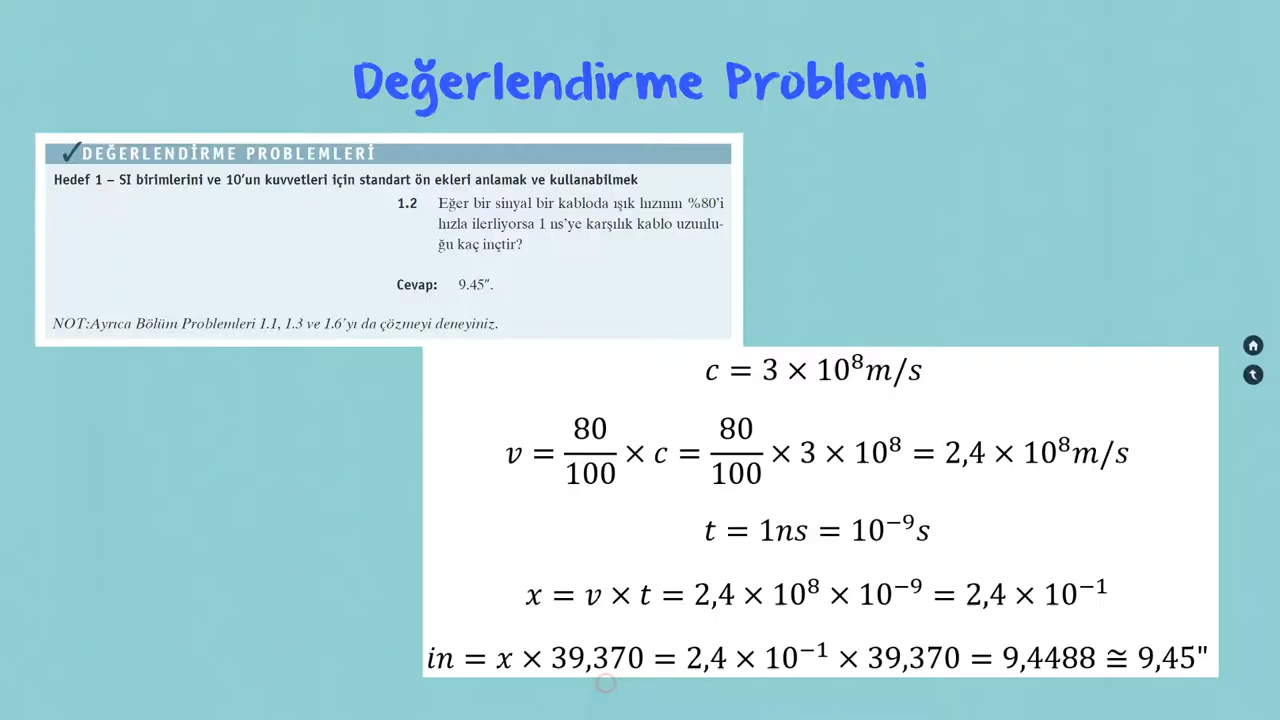 Değerlendirme Problemi
✓DEĞERLENDİRME PROBLEMLERİ
Hedef 1 – SI birimlerini ve 10'un kuvvetleri için standart ön ekleri anlamak ve kullanabilmek
1.2 Eğer bir sinyal bir kabloda ışık hızının %80'i
hızla ilerliyorsa 1 ns'ye karşılık kablo uzunlu-
ğu kaç inçtir?
Cevap: 9.45″.
NOT:Ayrıca Bölüm Problemleri 1.1, 1.3 ve 1.6'yı da çözmeyi deneyiniz.
c = 3 × 10⁸m/s
v = 80/100 × c = 80/100 × 3 × 10⁸ = 2,4 × 10⁸m/s
t = 1ns = 10⁻⁹s
x = v × t = 2,4 × 10⁸ × 10⁻⁹ = 2,4 × 10⁻¹
in = x × 39,370 = 2,4 × 10⁻¹ × 39,370 = 9,4488 ≅ 9,45"